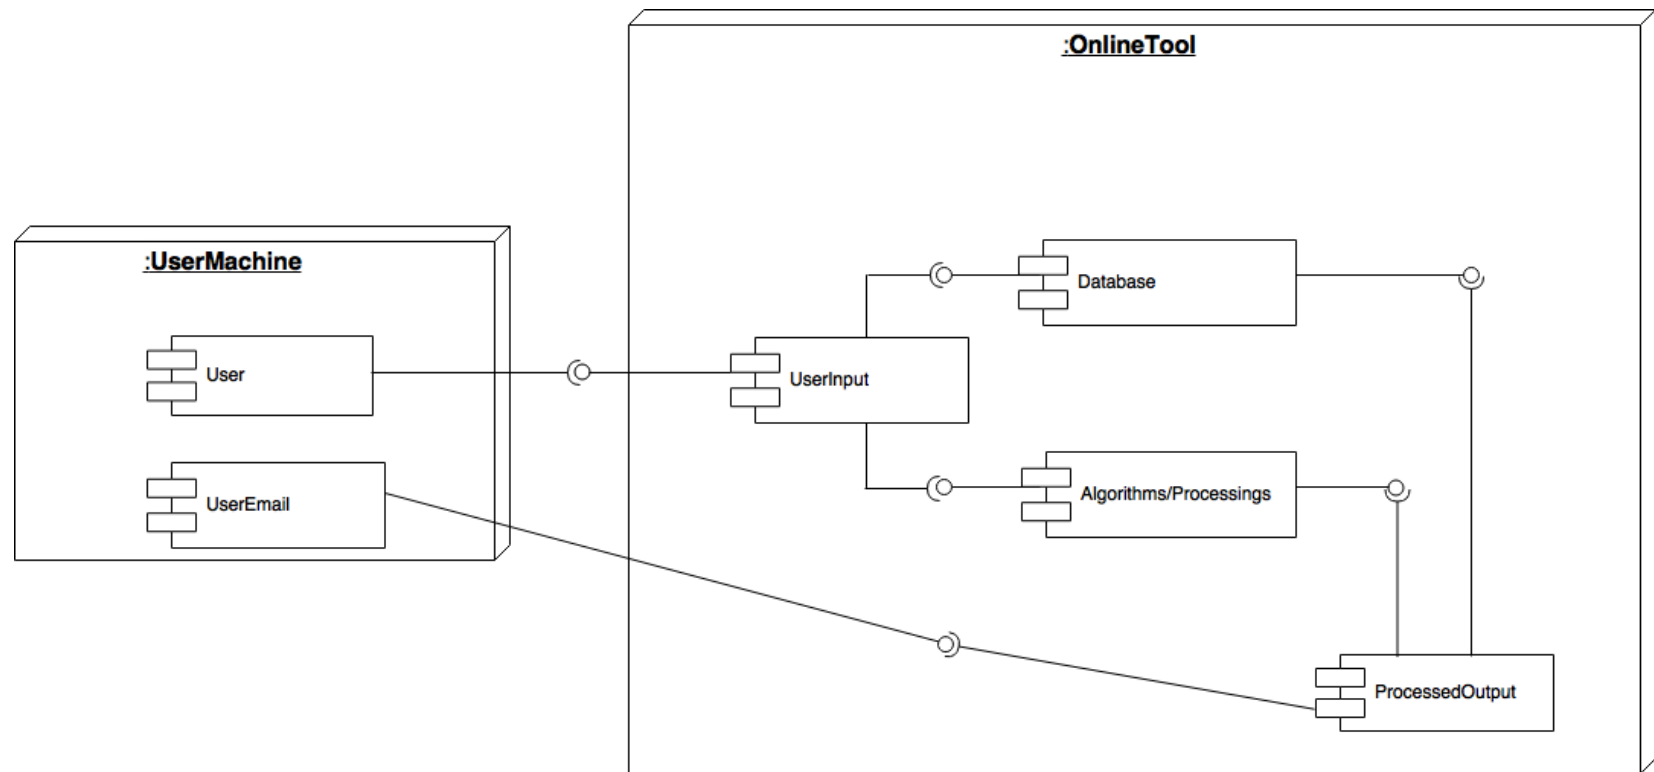 :OnlineTool
:UserMachine
Database
User
UserInput
UserEmail
Algorithms/Processings
ProcessedOutput